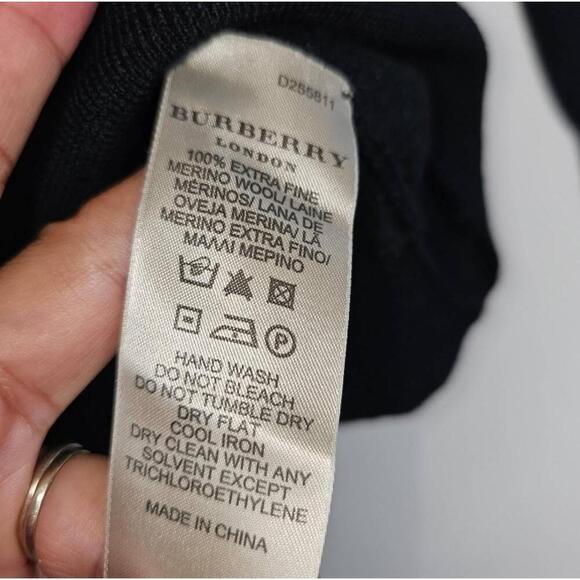 D255811
BURBERRY
LONDON
100% EXTRA FINE
MERINO WOOL/ LAINE
MÉRINOS/ LANA DE
OVEJA MERINA/ LÃ
MERINO EXTRA FINO/
МАЛЛІ МЕРІНО
P
HAND WASH
DO NOT BLEACH
DO NOT TUMBLE DRY
DRY FLAT
COOL IRON
DRY CLEAN WITH ANY
SOLVENT EXCEPT
TRICHLOROETHYLENE
MADE IN CHINA